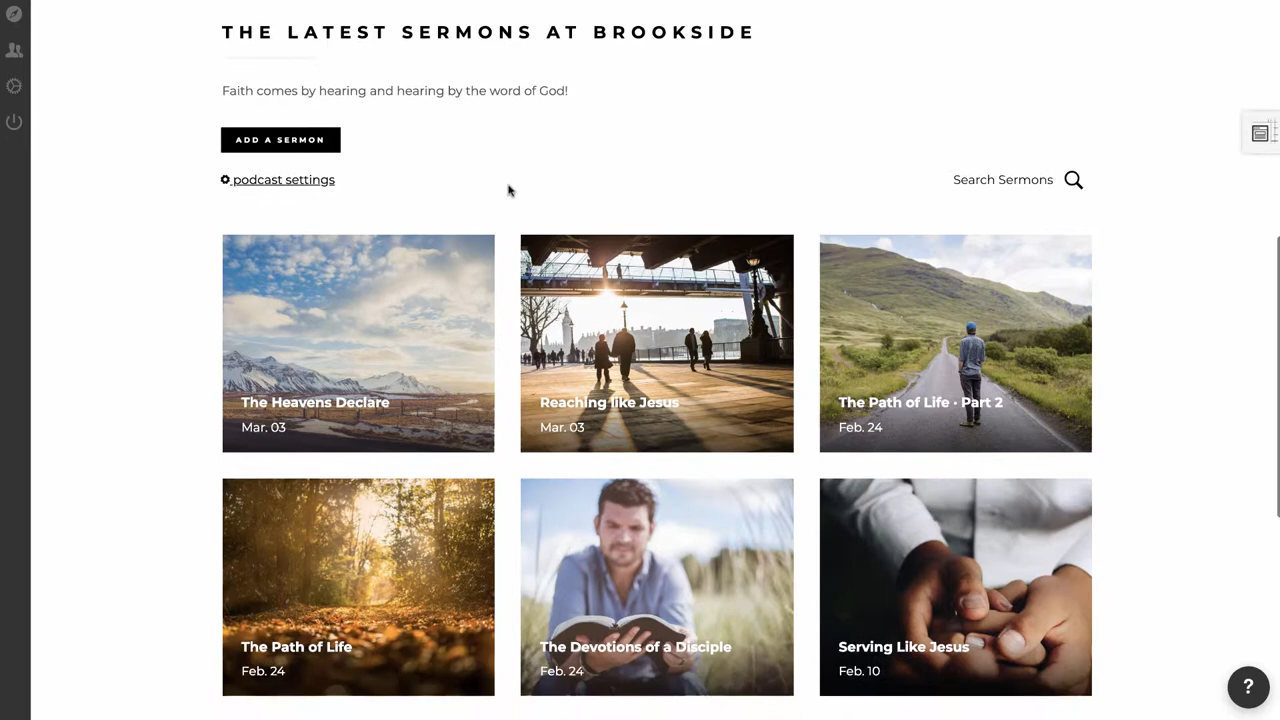 THE LATEST SERMONS AT BROOKSIDE
Faith comes by hearing and hearing by the word of God!
ADD A SERMON
podcast settings
Search Sermons
The Heavens Declare
Mar. 03
Reaching like Jesus
Mar. 03
The Path of Life • Part 2
Feb. 24
The Path of Life
Feb. 24
The Devotions of a Disciple
Feb. 24
Serving Like Jesus
Feb. 10
?